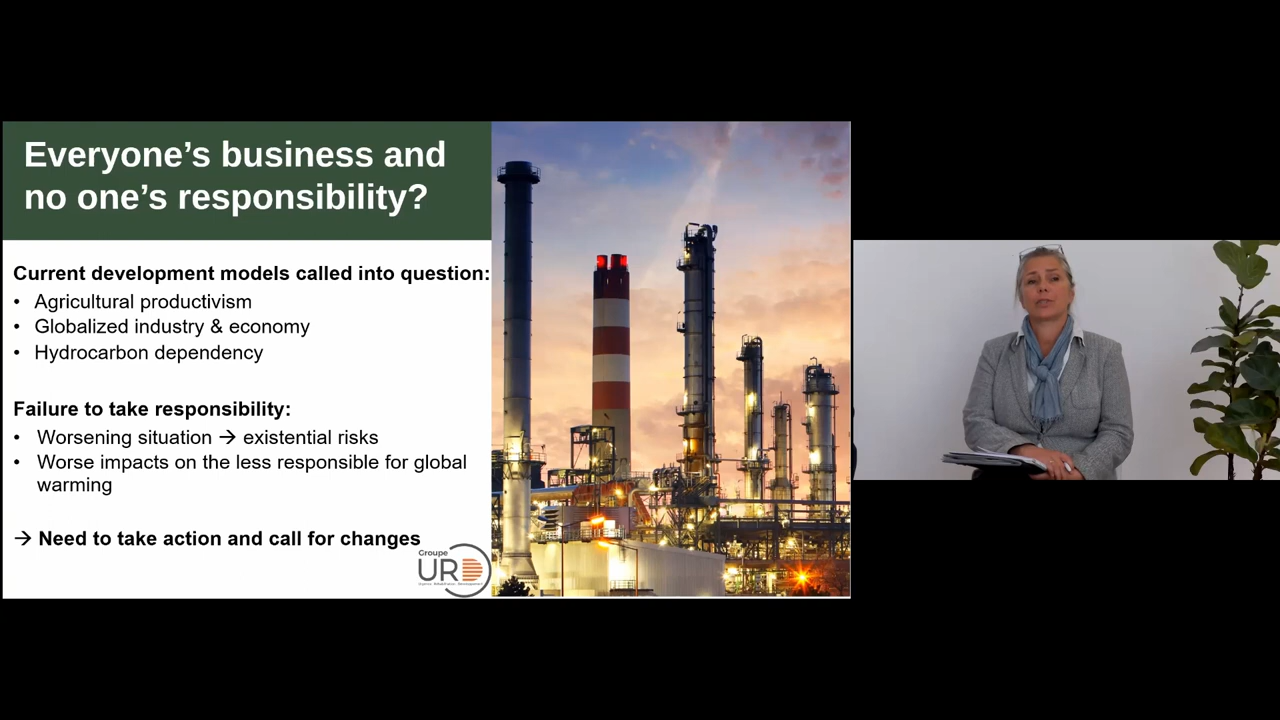 Everyone’s business and
no one’s responsibility?
Current development models called into question:
• Agricultural productivism
• Globalized industry & economy
• Hydrocarbon dependency
Failure to take responsibility:
• Worsening situation → existential risks
• Worse impacts on the less responsible for global
warming
→ Need to take action and call for changes
Groupe
URD